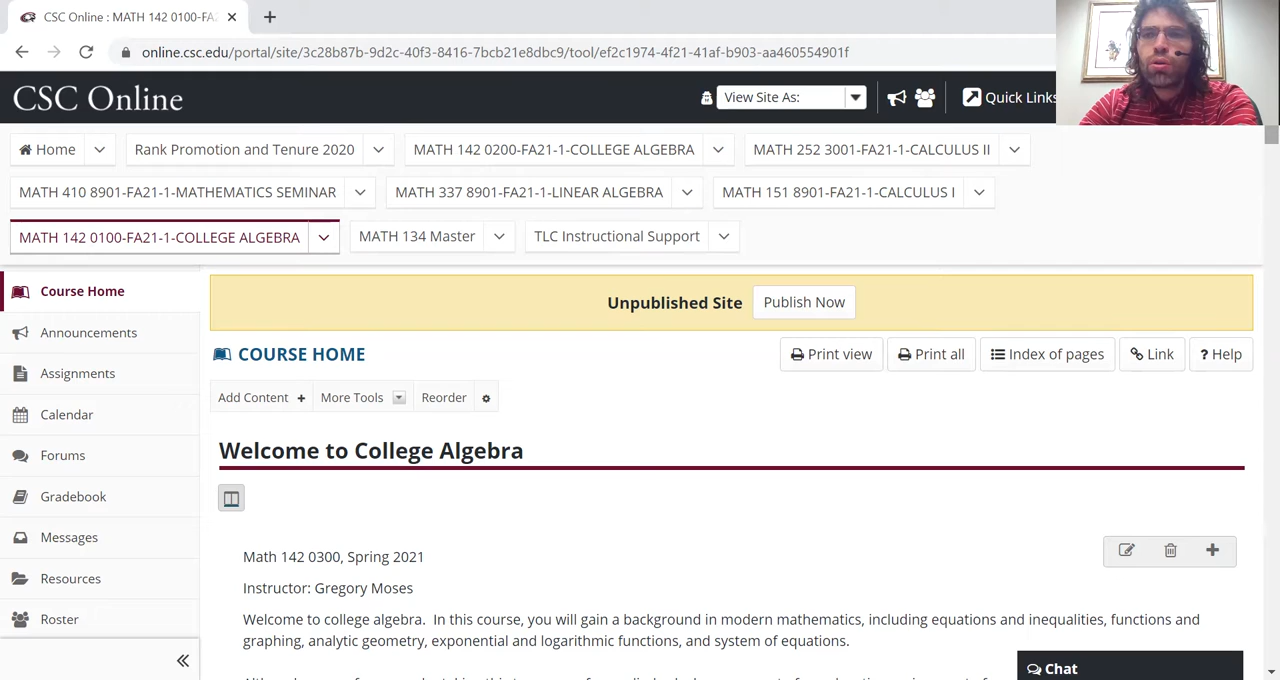 CSC Online : MATH 142 0100-FA2
online.csc.edu/portal/site/3c28b87b-9d2c-40f3-8416-7bcb21e8dbc9/tool/ef2c1974-4f21-41af-b903-aa460554901f
CSC Online View Site As: Quick Links
Home Rank Promotion and Tenure 2020 MATH 142 0200-FA21-1-COLLEGE ALGEBRA MATH 252 3001-FA21-1-CALCULUS II
MATH 410 8901-FA21-1-MATHEMATICS SEMINAR MATH 337 8901-FA21-1-LINEAR ALGEBRA MATH 151 8901-FA21-1-CALCULUS I
MATH 142 0100-FA21-1-COLLEGE ALGEBRA MATH 134 Master TLC Instructional Support
Course Home
Announcements
Assignments
Calendar
Forums
Gradebook
Messages
Resources
Roster
Unpublished Site Publish Now
COURSE HOME Print view Print all Index of pages Link ? Help
Add Content + More Tools Reorder
Welcome to College Algebra
Math 142 0300, Spring 2021
Instructor: Gregory Moses
Welcome to college algebra. In this course, you will gain a background in modern mathematics, including equations and inequalities, functions and
graphing, analytic geometry, exponential and logarithmic functions, and system of equations.
Chat